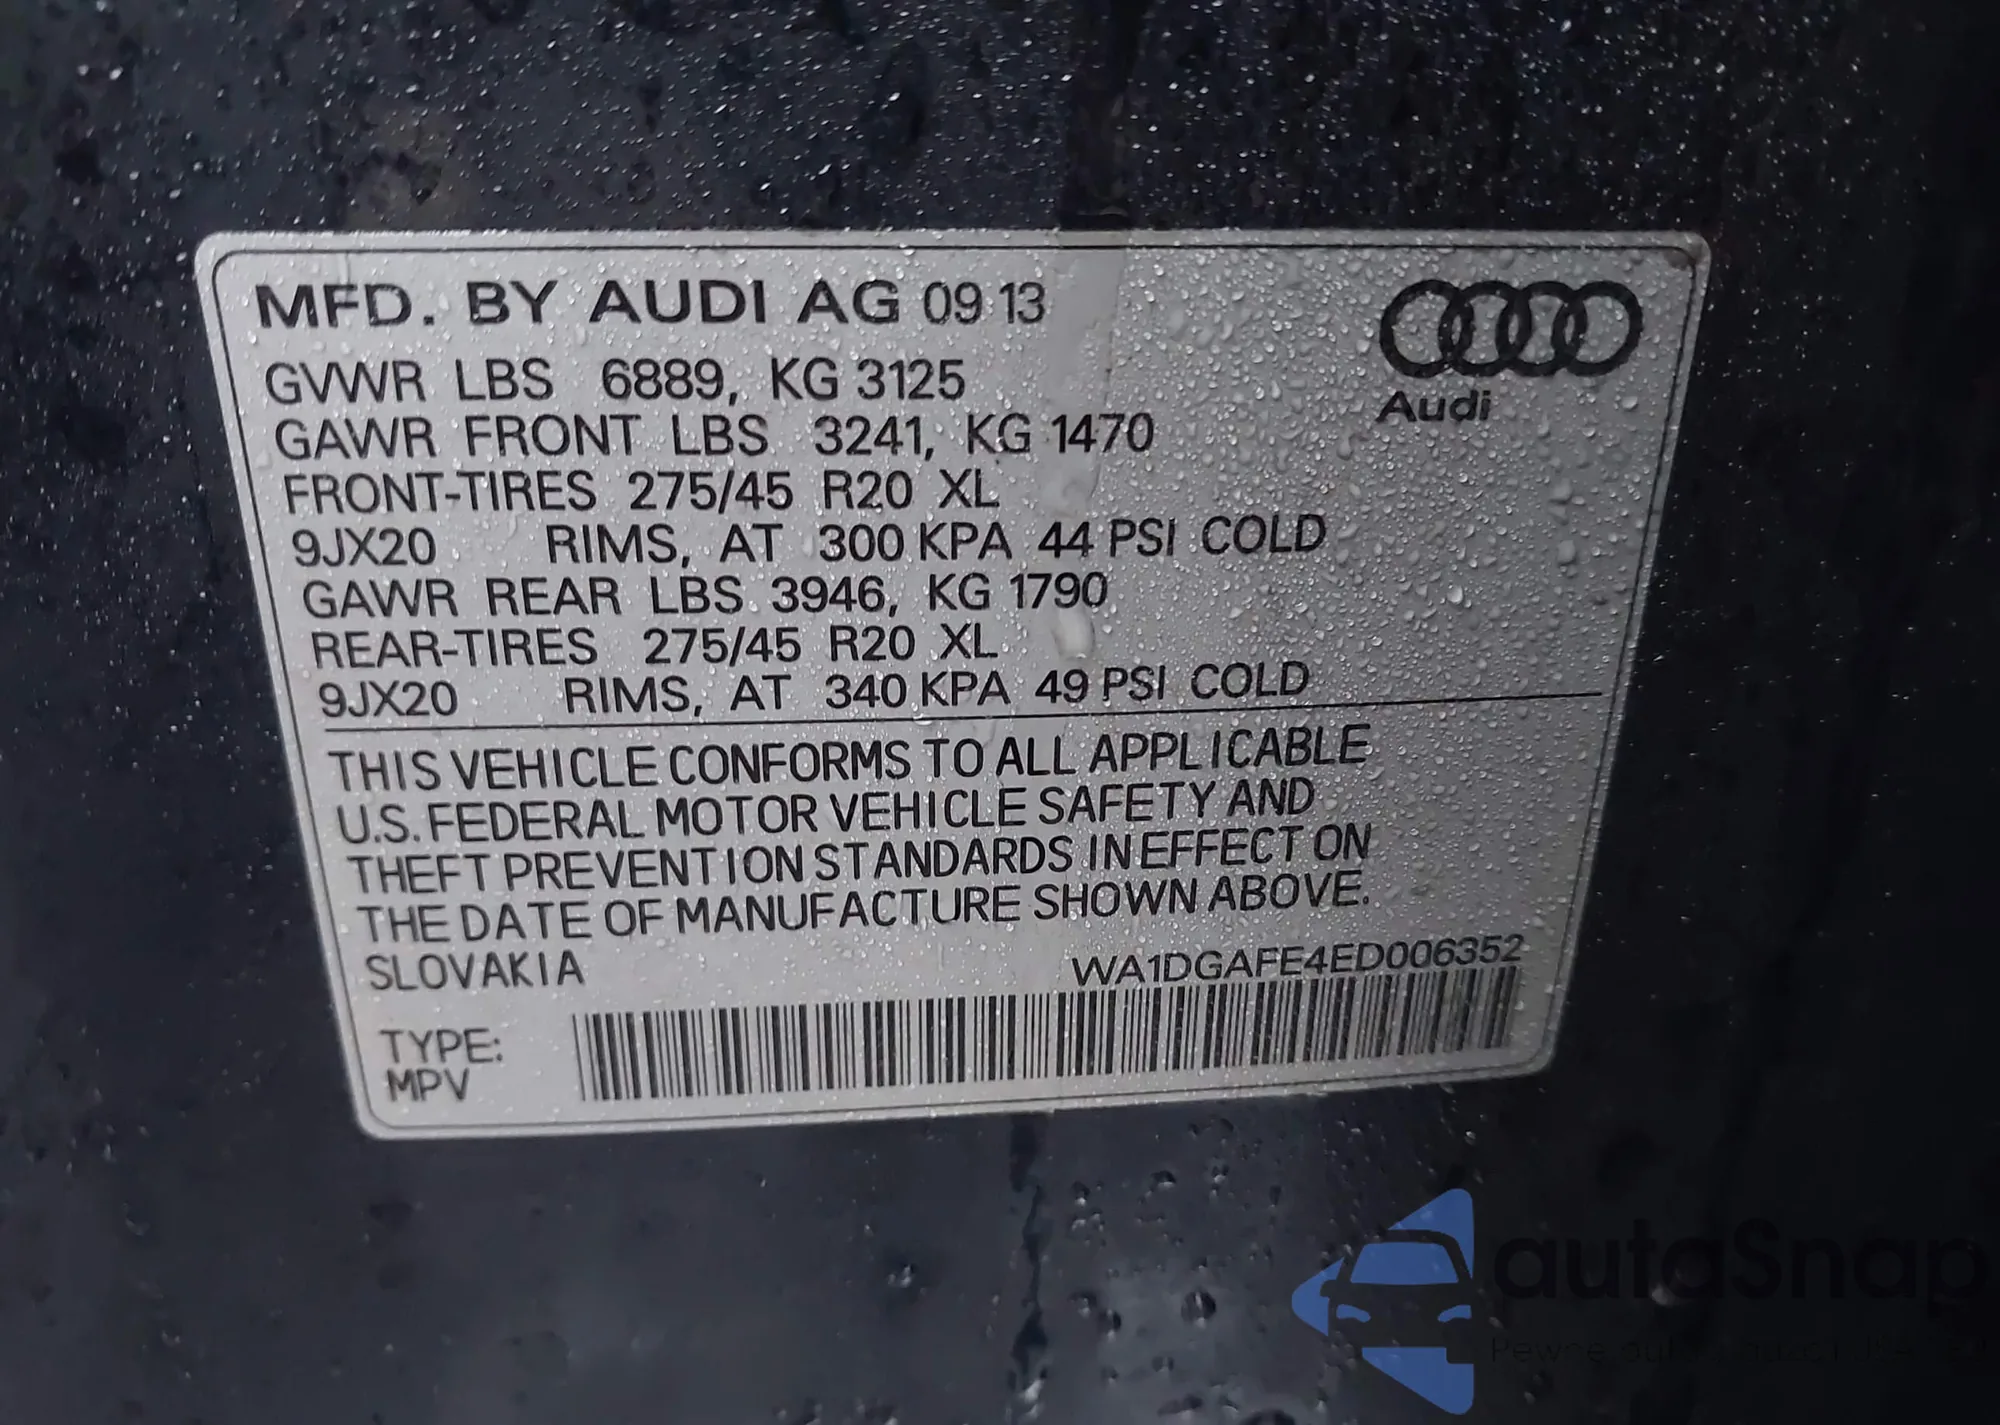 MFD. BY AUDI AG 09 13
GVWR LBS 6889, KG 3125
GAWR FRONT LBS 3241, KG 1470
FRONT-TIRES 275/45 R20 XL
9JX20 RIMS, AT 300 KPA 44 PSI COLD
GAWR REAR LBS 3946, KG 1790
REAR-TIRES 275/45 R20 XL
9JX20 RIMS, AT 340 KPA 49 PSI COLD
Audi
THIS VEHICLE CONFORMS TO ALL APPLICABLE
U.S. FEDERAL MOTOR VEHICLE SAFETY AND
THEFT PREVENTION STANDARDS IN EFFECT ON
THE DATE OF MANUFACTURE SHOWN ABOVE.
SLOVAKIA WA1DGAFE4ED006352
TYPE:
MPV
autaSnap